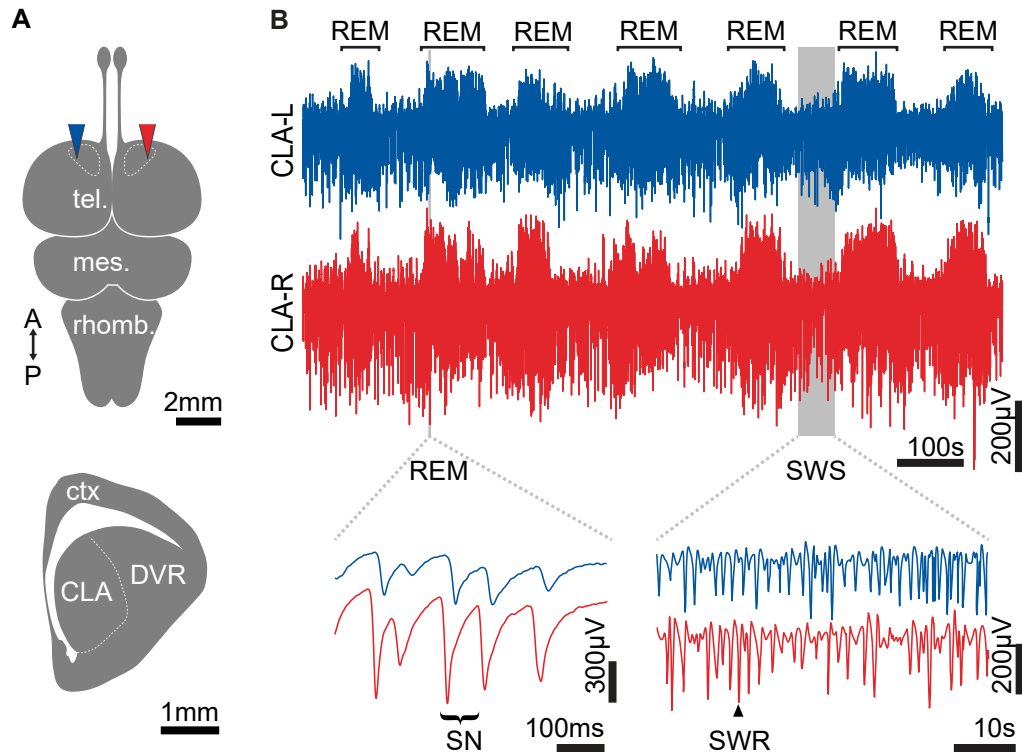 A
tel.
mes.
rhomb.
A
P
2mm
ctx
CLA
DVR
1mm
B
REM REM REM REM REM REM REM
CLA-L
CLA-R
200µV
100s
REM
SWS
300µV
200µV
SN
100ms
SWR
10s